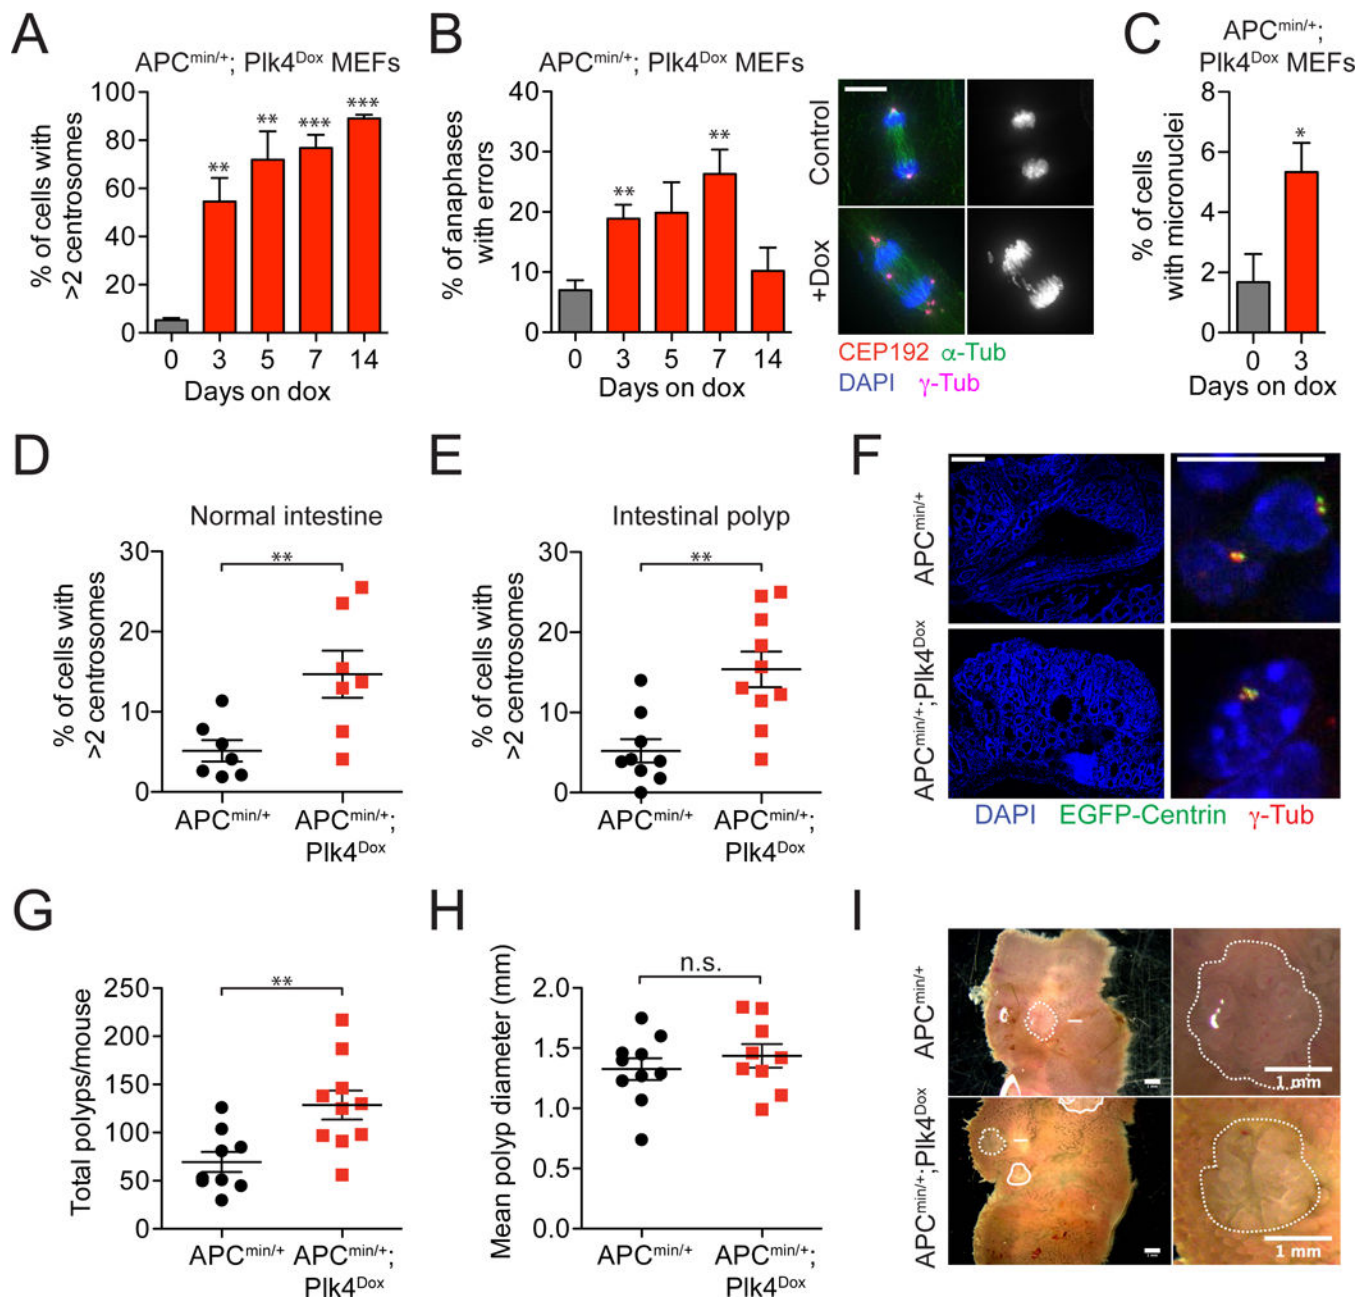 A
APCmin/+; Plk4Dox MEFs
% of cells with
>2 centrosomes
100
80
60
40
20
0
**
**
***
***
0 3 5 7 14
Days on dox
B
APCmin/+; Plk4Dox MEFs
% of anaphases
with errors
40
30
20
10
0
**
**
0 3 5 7 14
Days on dox
Control
+Dox
CEP192 α-Tub
DAPI γ-Tub
C
APCmin/+;
Plk4Dox MEFs
% of cells
with micronuclei
8
6
4
2
0
*
0 3
Days on dox
D
Normal intestine
% of cells with
>2 centrosomes
30
20
10
0
**
APCmin/+
APCmin/+;
Plk4Dox
E
Intestinal polyp
% of cells with
>2 centrosomes
30
20
10
0
**
APCmin/+
APCmin/+;
Plk4Dox
F
APCmin/+
APCmin/+;Plk4Dox
DAPI EGFP-Centrin γ-Tub
G
Total polyps/mouse
250
200
150
100
50
0
**
APCmin/+
APCmin/+;
Plk4Dox
H
Mean polyp diameter (mm)
2.0
1.5
1.0
0.5
0.0
n.s.
APCmin/+
APCmin/+;
Plk4Dox
I
APCmin/+
APCmin/+;Plk4Dox
1 mm
1 mm